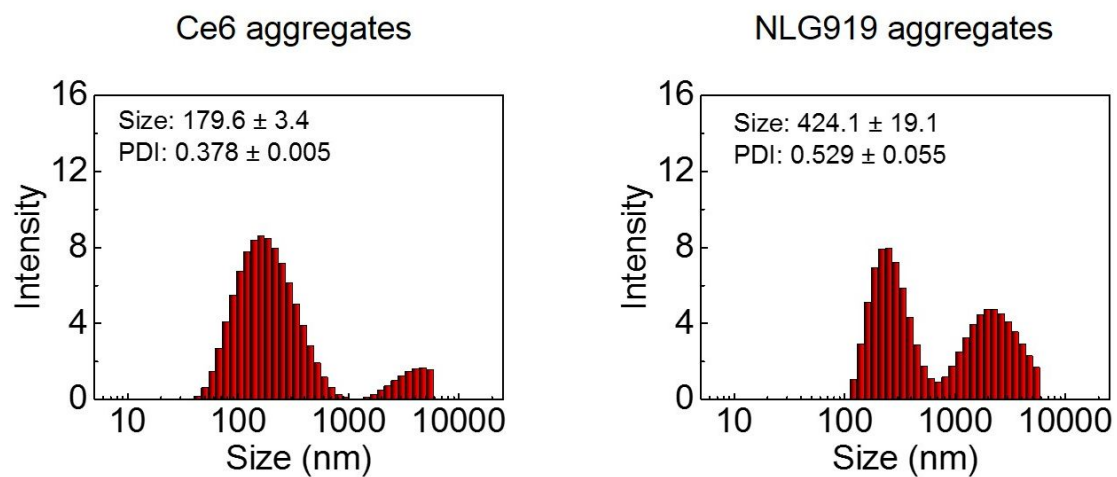 Ce6 aggregates
16
12
8
4
0
Intensity
Size: 179.6 ± 3.4
PDI: 0.378 ± 0.005
10 100 1000 10000
Size (nm)
NLG919 aggregates
16
12
8
4
0
Intensity
Size: 424.1 ± 19.1
PDI: 0.529 ± 0.055
10 100 1000 10000
Size (nm)